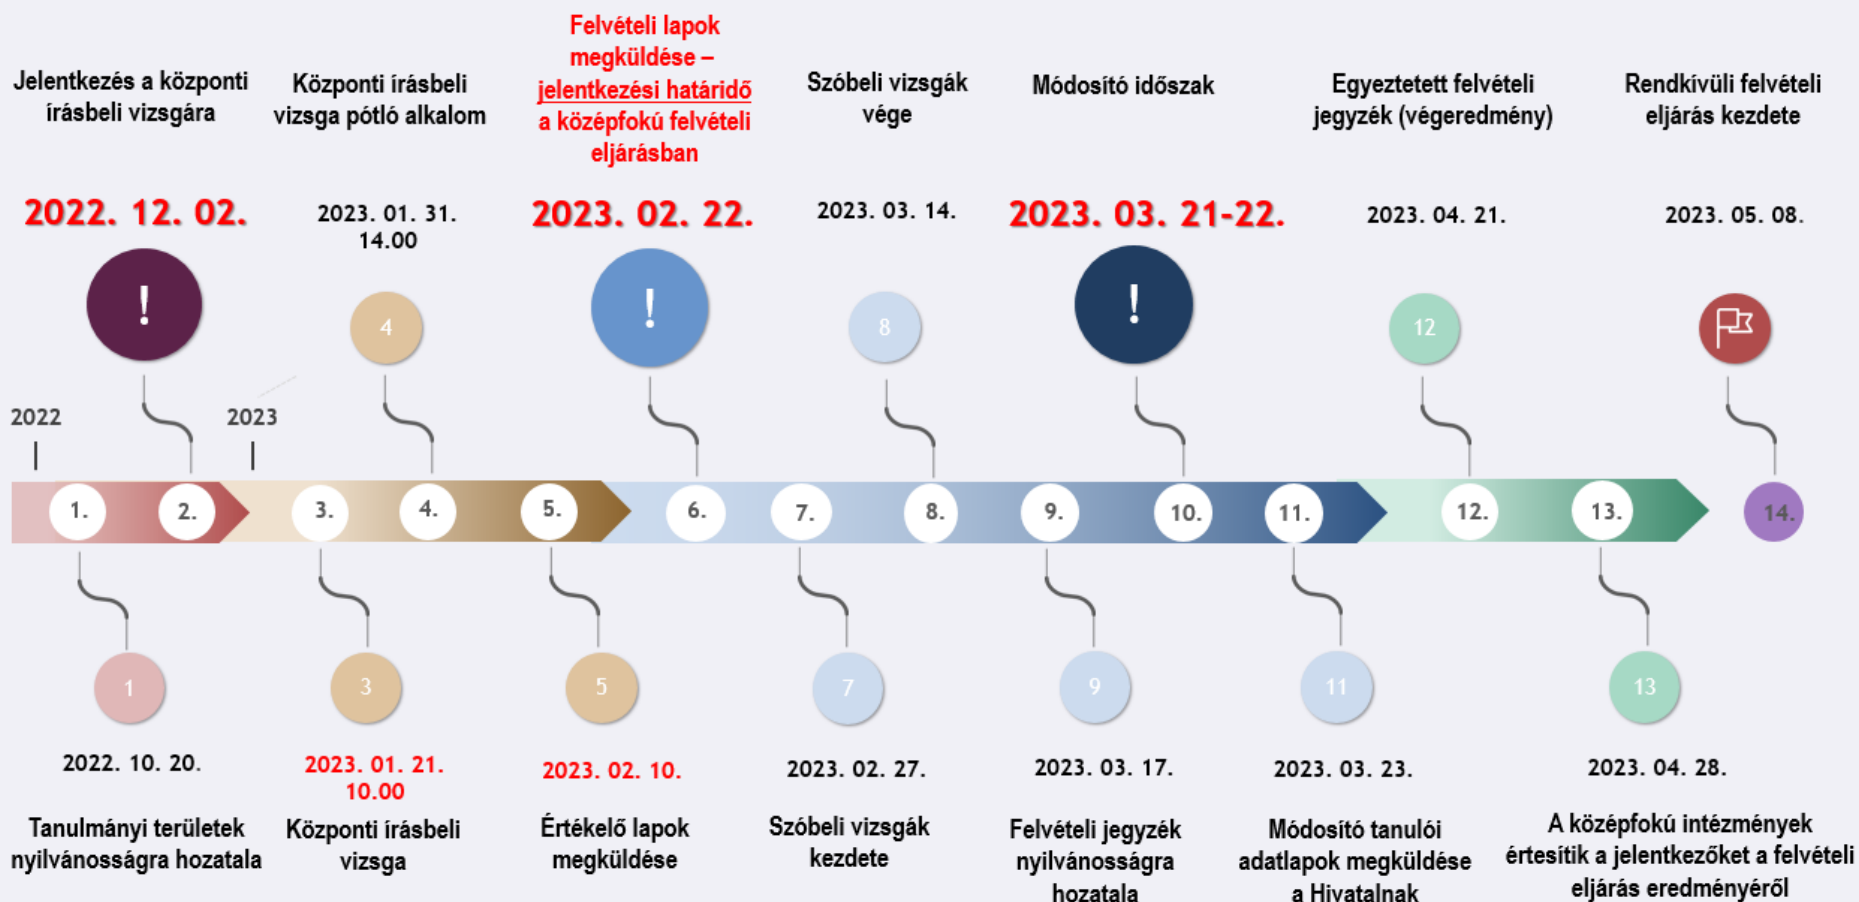 Jelentkezés a központi
írásbeli vizsgára
2022. 12. 02.
!
Központi írásbeli
vizsga pótló alkalom
2023. 01. 31.
14.00
4
Felvételi lapok
megküldése –
jelentkezési határidő
a középfokú felvételi
eljárásban
2023. 02. 22.
!
Szóbeli vizsgák
vége
2023. 03. 14.
8
Módosító időszak
2023. 03. 21-22.
!
Egyeztetett felvételi
jegyzék (végeredmény)
2023. 04. 21.
12
Rendkívüli felvételi
eljárás kezdete
2023. 05. 08.
2022
2023
1.
2.
3.
4.
5.
6.
7.
8.
9.
10.
11.
12.
13.
14.
1
2022. 10. 20.
Tanulmányi területek
nyilvánosságra hozatala
3
2023. 01. 21.
10.00
Központi írásbeli
vizsga
5
2023. 02. 10.
Értékelő lapok
megküldése
7
2023. 02. 27.
Szóbeli vizsgák
kezdete
9
2023. 03. 17.
Felvételi jegyzék
nyilvánosságra
hozatala
11
2023. 03. 23.
Módosító tanulói
adatlapok megküldése
a Hivatalnak
13
2023. 04. 28.
A középfokú intézmények
értesítik a jelentkezőket a felvételi
eljárás eredményéről